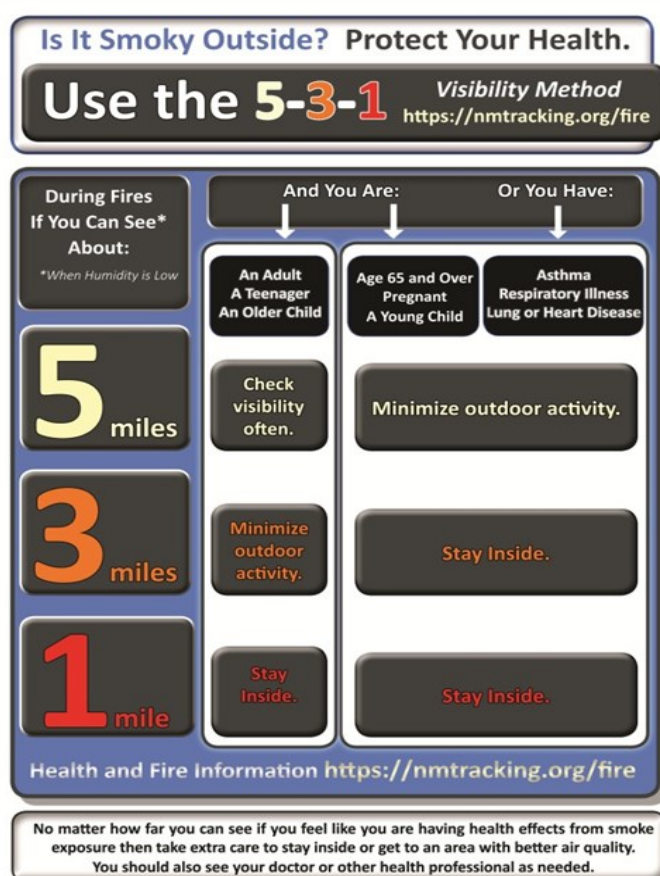 Is It Smoky Outside? Protect Your Health.
Use the 5-3-1
Visibility Method
https://nmtracking.org/fire
During Fires
If You Can See*
About:
*When Humidity is Low
And You Are:
Or You Have:
An Adult
A Teenager
An Older Child
Age 65 and Over
Pregnant
A Young Child
Asthma
Respiratory Illness
Lung or Heart Disease
5 miles
Check
visibility
often.
Minimize outdoor activity.
3 miles
Minimize
outdoor
activity.
Stay Inside.
1 mile
Stay
Inside.
Stay Inside.
Health and Fire Information https://nmtracking.org/fire
No matter how far you can see if you feel like you are having health effects from smoke
exposure then take extra care to stay inside or get to an area with better air quality.
You should also see your doctor or other health professional as needed.